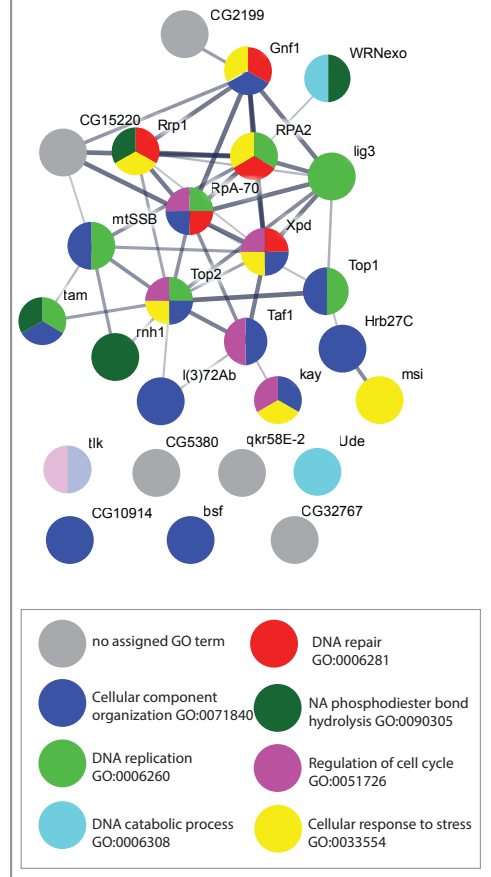 CG2199
Gnf1
WRNexo
CG15220
Rrp1
RPA2
lig3
RpA-70
mtSSB
Xpd
Top2
Top1
tam
rnh1
Taf1
Hrb27C
l(3)72Ab
kay
msi
tlk
CG5380
qkr58E-2
Ude
CG10914
bsf
CG32767
no assigned GO term
DNA repair
GO:0006281
Cellular component
organization GO:0071840
NA phosphodiester bond
hydrolysis GO:0090305
DNA replication
GO:0006260
Regulation of cell cycle
GO:0051726
DNA catabolic process
GO:0006308
Cellular response to stress
GO:0033554